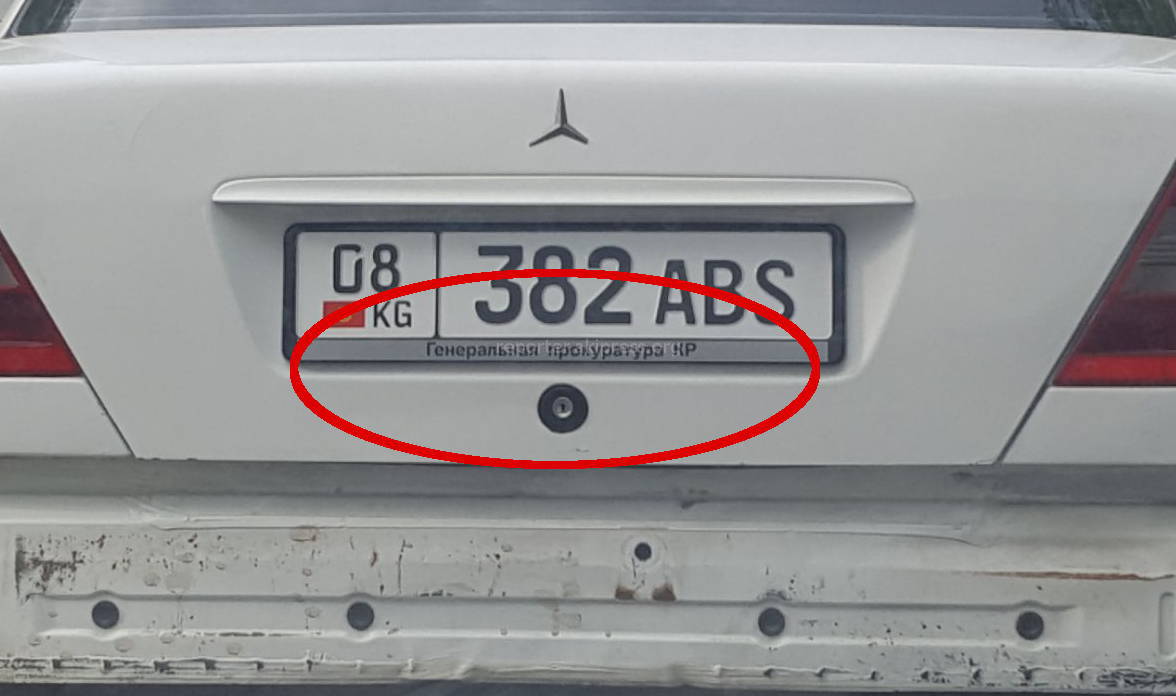 08 382 ABS
KG
Генеральная прокуратура КР